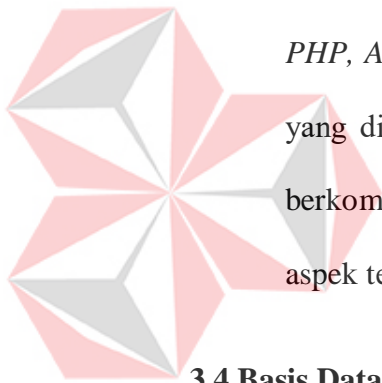 PHP, A
yang di
berkom
aspek te
3.4 Basis Data